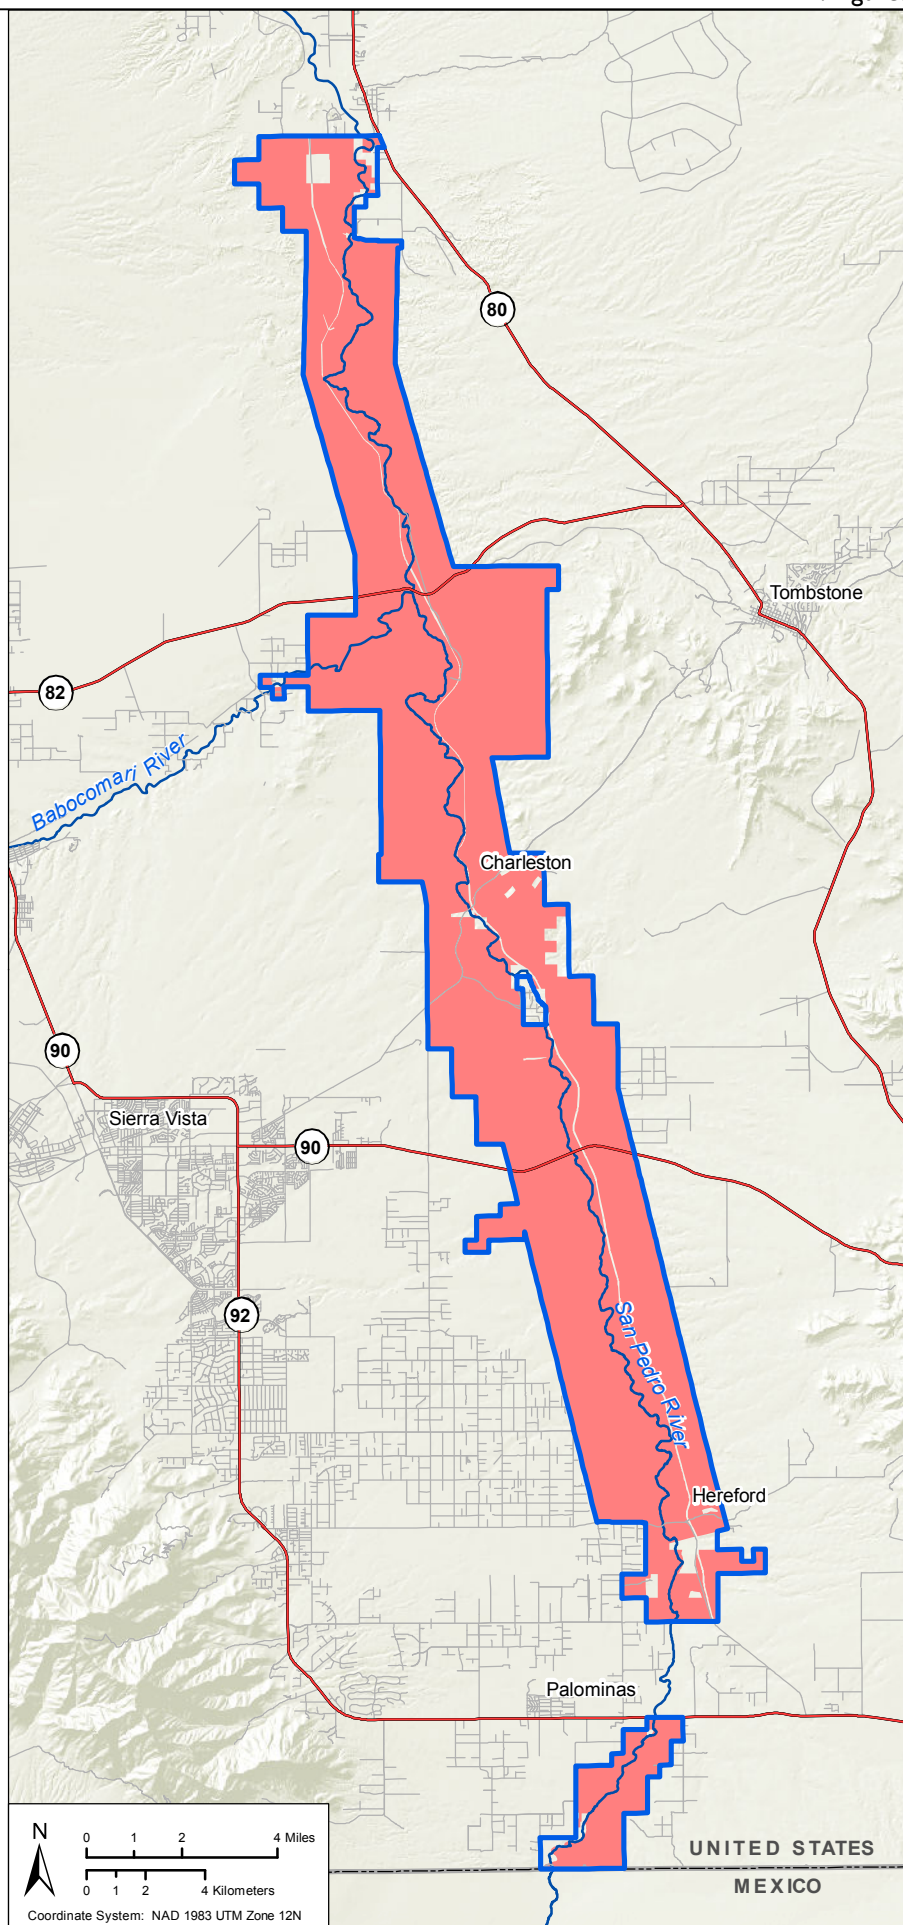 80
Tombstone
82
Babocomari River
Charleston
90
Sierra Vista
90
92
San Pedro River
Hereford
Palominas
N
0 1 2 4 Miles
0 1 2 4 Kilometers
Coordinate System: NAD 1983 UTM Zone 12N
UNITED STATES
MEXICO